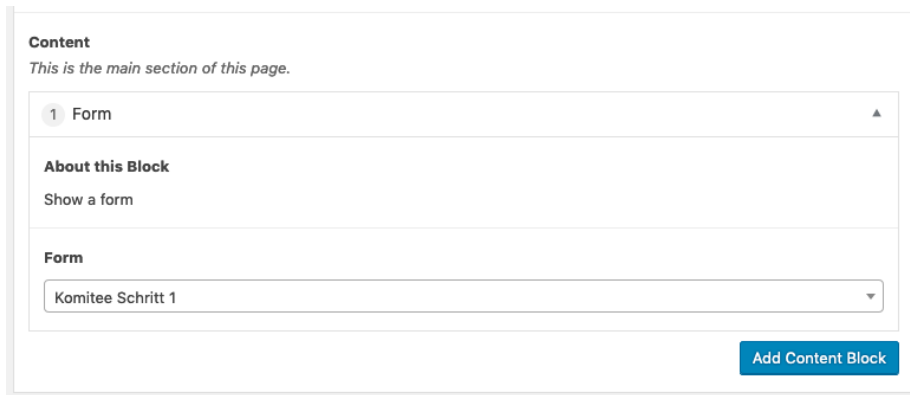 Content
This is the main section of this page.
1 Form
About this Block
Show a form
Form
Komitee Schritt 1
Add Content Block